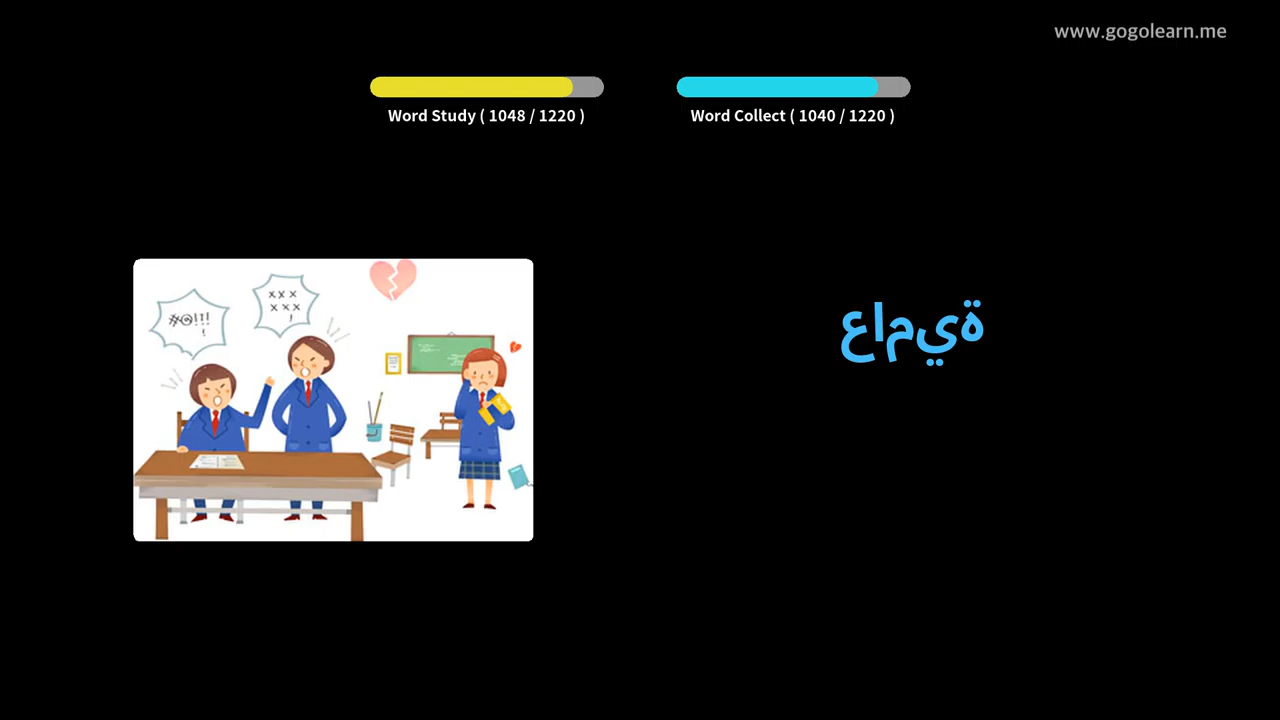 www.gogolearn.me
Word Study ( 1048 / 1220 )
Word Collect ( 1040 / 1220 )
#@!!!
!
x x x
x x x
!
عامية